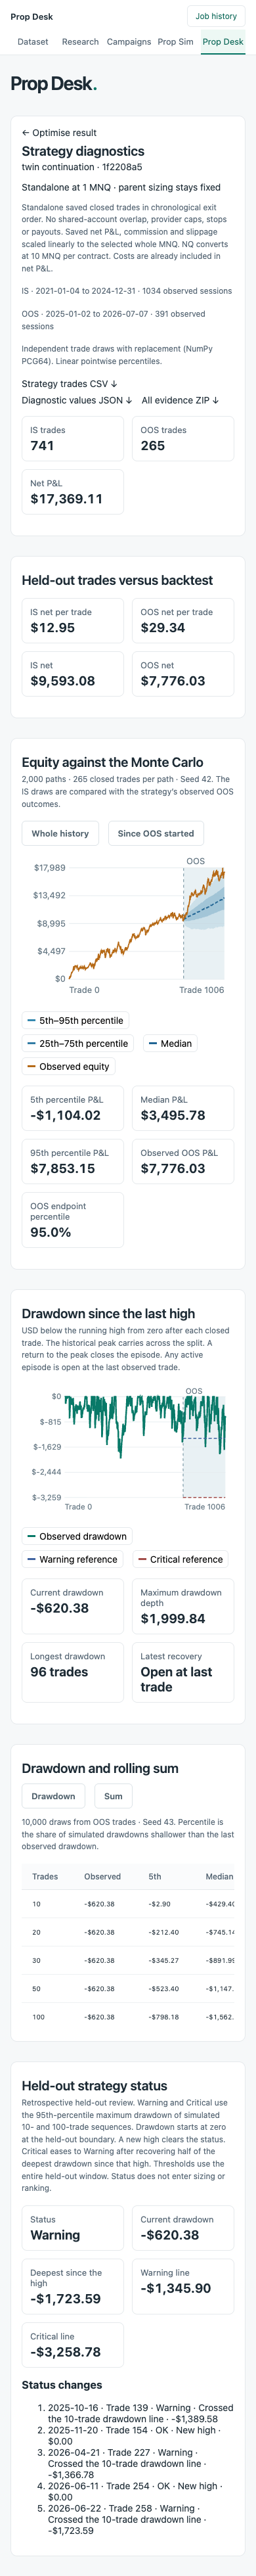 Prop Desk
Job history
Dataset Research Campaigns Prop Sim Prop Desk
Prop Desk.
← Optimise result
Strategy diagnostics
twin continuation · 1f2208a5
Standalone at 1 MNQ · parent sizing stays fixed
Standalone saved closed trades in chronological exit
order. No shared-account overlap, provider caps, stops
or payouts. Saved net P&L, commission and slippage
scaled linearly to the selected whole MNQ. NQ converts
at 10 MNQ per contract. Costs are already included in
net P&L.
IS · 2021-01-04 to 2024-12-31 · 1034 observed sessions
OOS · 2025-01-02 to 2026-07-07 · 391 observed
sessions
Independent trade draws with replacement (NumPy
PCG64). Linear pointwise percentiles.
Strategy trades CSV ↓
Diagnostic values JSON ↓ All evidence ZIP ↓
IS trades
741
OOS trades
265
Net P&L
$17,369.11
Held-out trades versus backtest
IS net per trade
$12.95
OOS net per trade
$29.34
IS net
$9,593.08
OOS net
$7,776.03
Equity against the Monte Carlo
2,000 paths · 265 closed trades per path · Seed 42. The
IS draws are compared with the strategy's observed OOS
outcomes.
Whole history
Since OOS started
OOS
$17,989
$13,492
$8,995
$4,497
$0
Trade 0 Trade 1006
5th–95th percentile
25th–75th percentile
Median
Observed equity
5th percentile P&L
-$1,104.02
Median P&L
$3,495.78
95th percentile P&L
$7,853.15
Observed OOS P&L
$7,776.03
OOS endpoint
percentile
95.0%
Drawdown since the last high
USD below the running high from zero after each closed
trade. The historical peak carries across the split. A
return to the peak closes the episode. Any active
episode is open at the last observed trade.
OOS
$0
$-815
$-1,629
$-2,444
$-3,259
Trade 0 Trade 1006
Observed drawdown
Warning reference
Critical reference
Current drawdown
-$620.38
Maximum drawdown
depth
$1,999.84
Longest drawdown
96 trades
Latest recovery
Open at last
trade
Drawdown and rolling sum
Drawdown
Sum
10,000 draws from OOS trades · Seed 43. Percentile is
the share of simulated drawdowns shallower than the last
observed drawdown.
Trades Observed 5th Median
10 -$620.38 -$2.90 -$429.40
20 -$620.38 -$212.40 -$745.14
30 -$620.38 -$345.27 -$891.95
50 -$620.38 -$523.40 -$1,147.
100 -$620.38 -$798.18 -$1,562.
Held-out strategy status
Retrospective held-out review. Warning and Critical use
the 95th-percentile maximum drawdown of simulated
10- and 100-trade sequences. Drawdown starts at zero
at the held-out boundary. A new high clears the status.
Critical eases to Warning after recovering half of the
deepest drawdown since that high. Thresholds use the
entire held-out window. Status does not enter sizing or
ranking.
Status
Warning
Current drawdown
-$620.38
Deepest since the
high
-$1,723.59
Warning line
-$1,345.90
Critical line
-$3,258.78
Status changes
1. 2025-10-16 · Trade 139 · Warning · Crossed
the 10-trade drawdown line · -$1,389.58
2. 2025-11-20 · Trade 154 · OK · New high ·
$0.00
3. 2026-04-21 · Trade 227 · Warning ·
Crossed the 10-trade drawdown line ·
-$1,366.78
4. 2026-06-11 · Trade 254 · OK · New high ·
$0.00
5. 2026-06-22 · Trade 258 · Warning ·
Crossed the 10-trade drawdown line ·
-$1,723.59